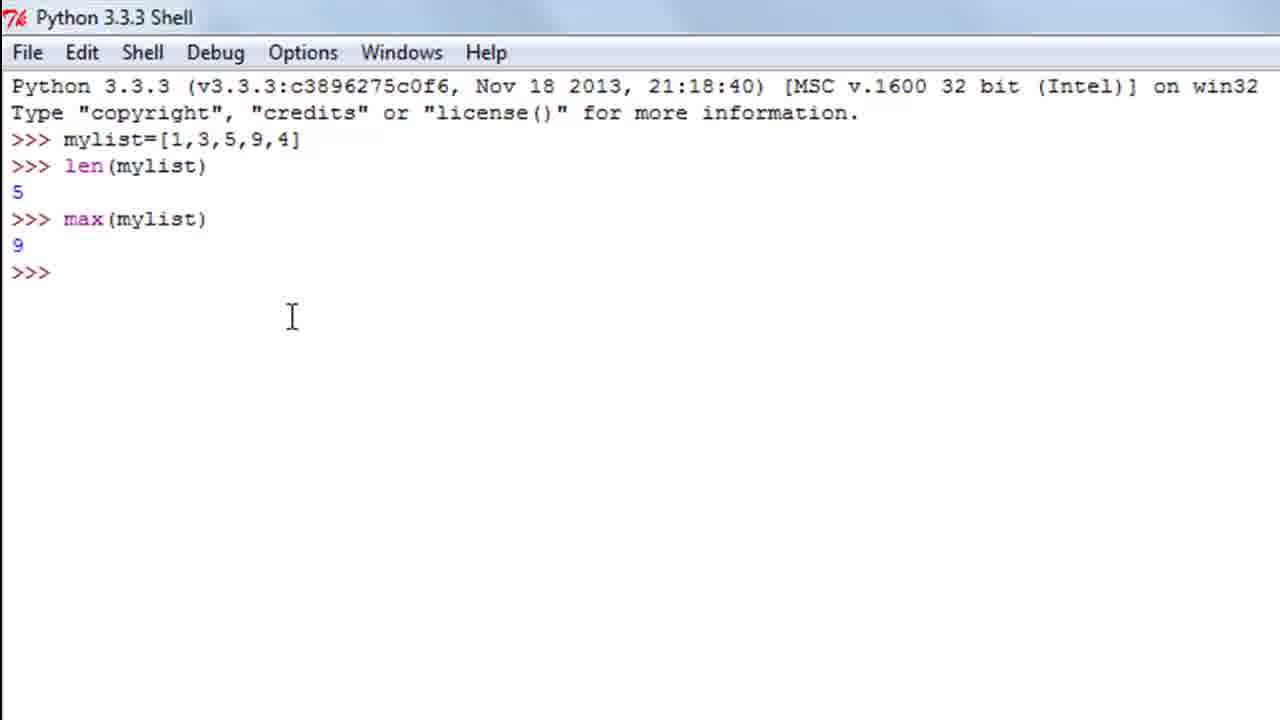 Python 3.3.3 Shell
File Edit Shell Debug Options Windows Help
Python 3.3.3 (v3.3.3:c3896275c0f6, Nov 18 2013, 21:18:40) [MSC v.1600 32 bit (Intel)] on win32
Type "copyright", "credits" or "license()" for more information.
>>> mylist=[1,3,5,9,4]
>>> len(mylist)
5
>>> max(mylist)
9
>>>